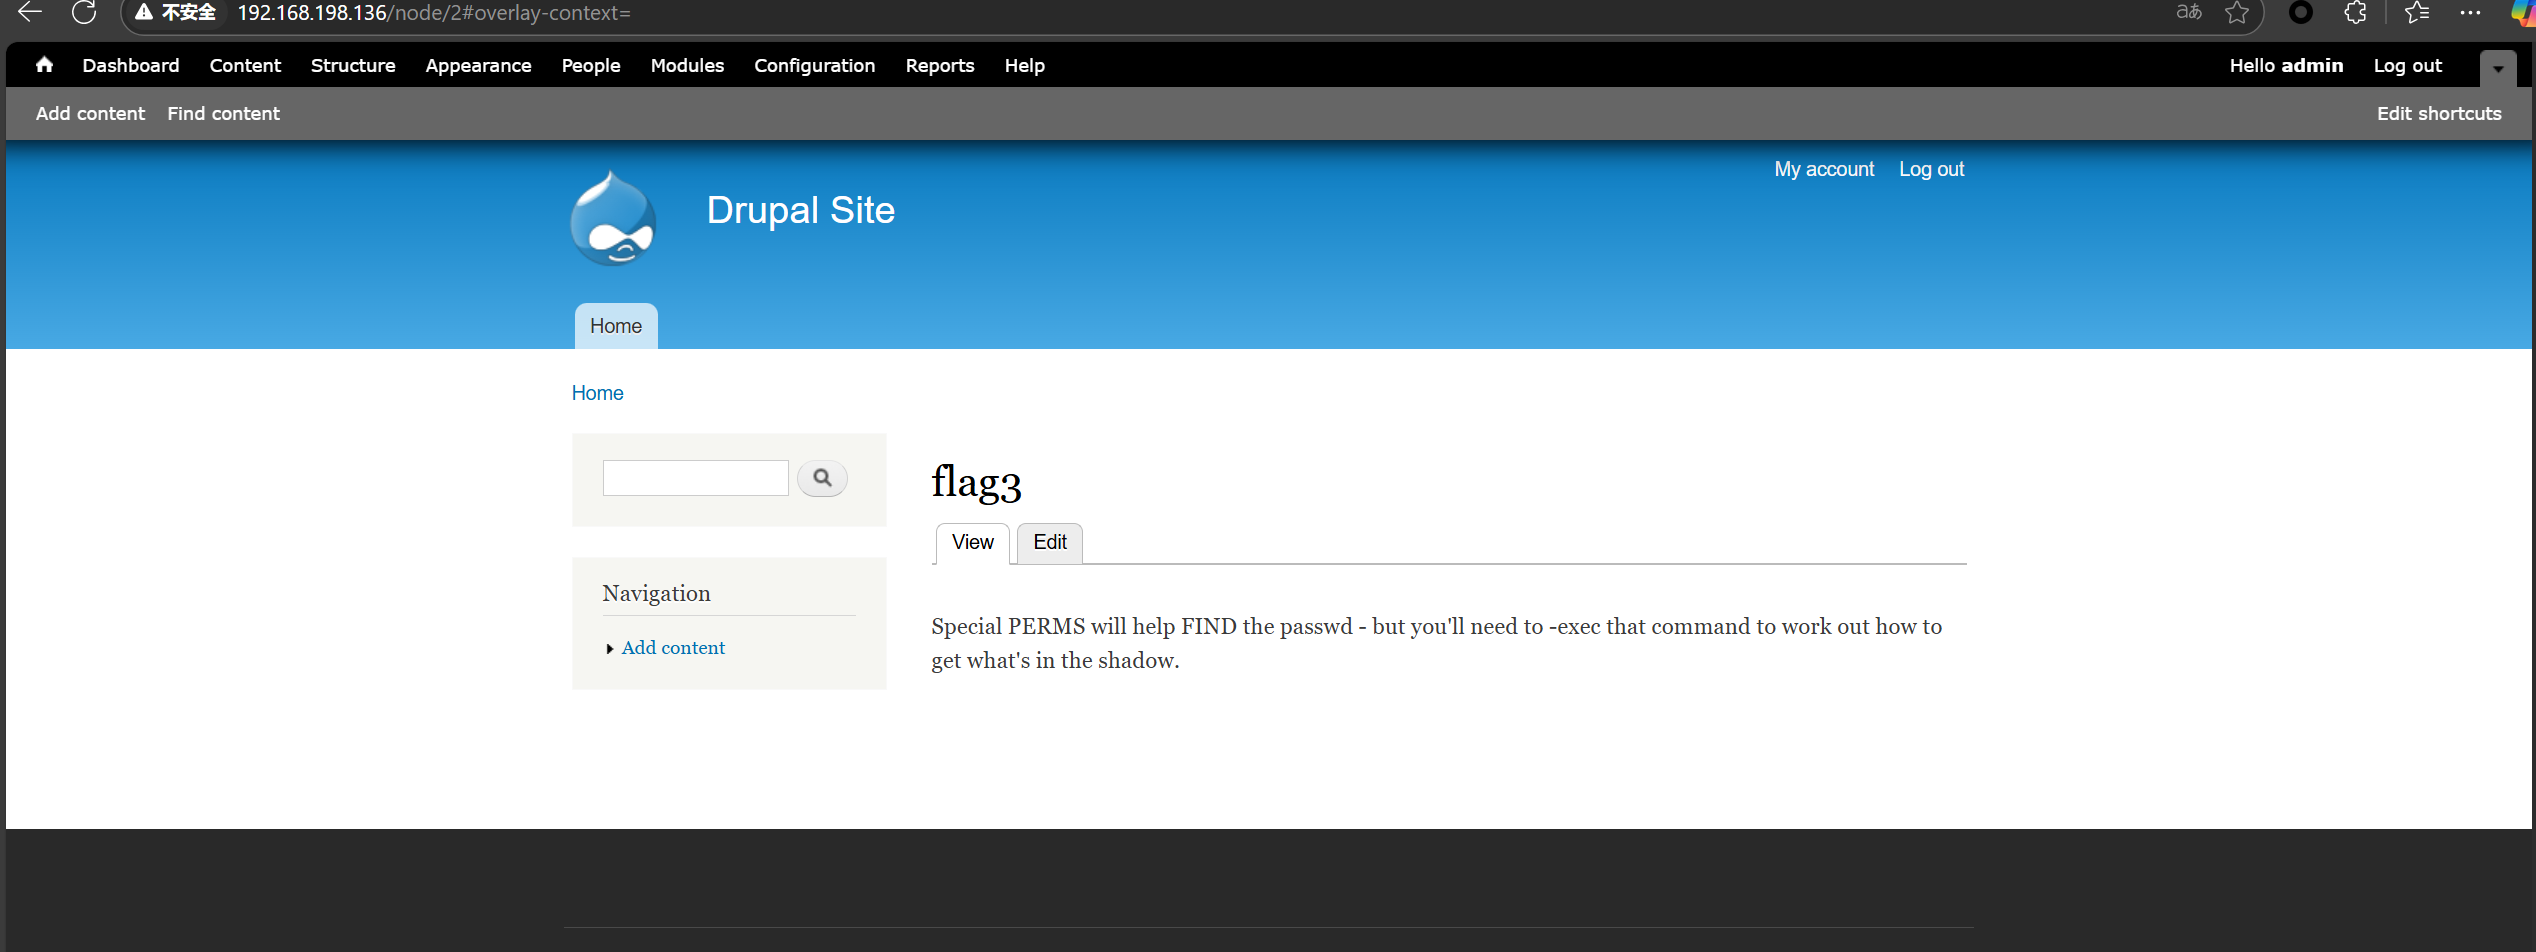 不安全 192.168.198.136/node/2#overlay-context= aあ
Dashboard Content Structure Appearance People Modules Configuration Reports Help Hello admin Log out
Add content Find content Edit shortcuts
My account Log out
Drupal Site
Home
Home
flag3
View Edit
Navigation
Add content
Special PERMS will help FIND the passwd - but you'll need to -exec that command to work out how to
get what's in the shadow.